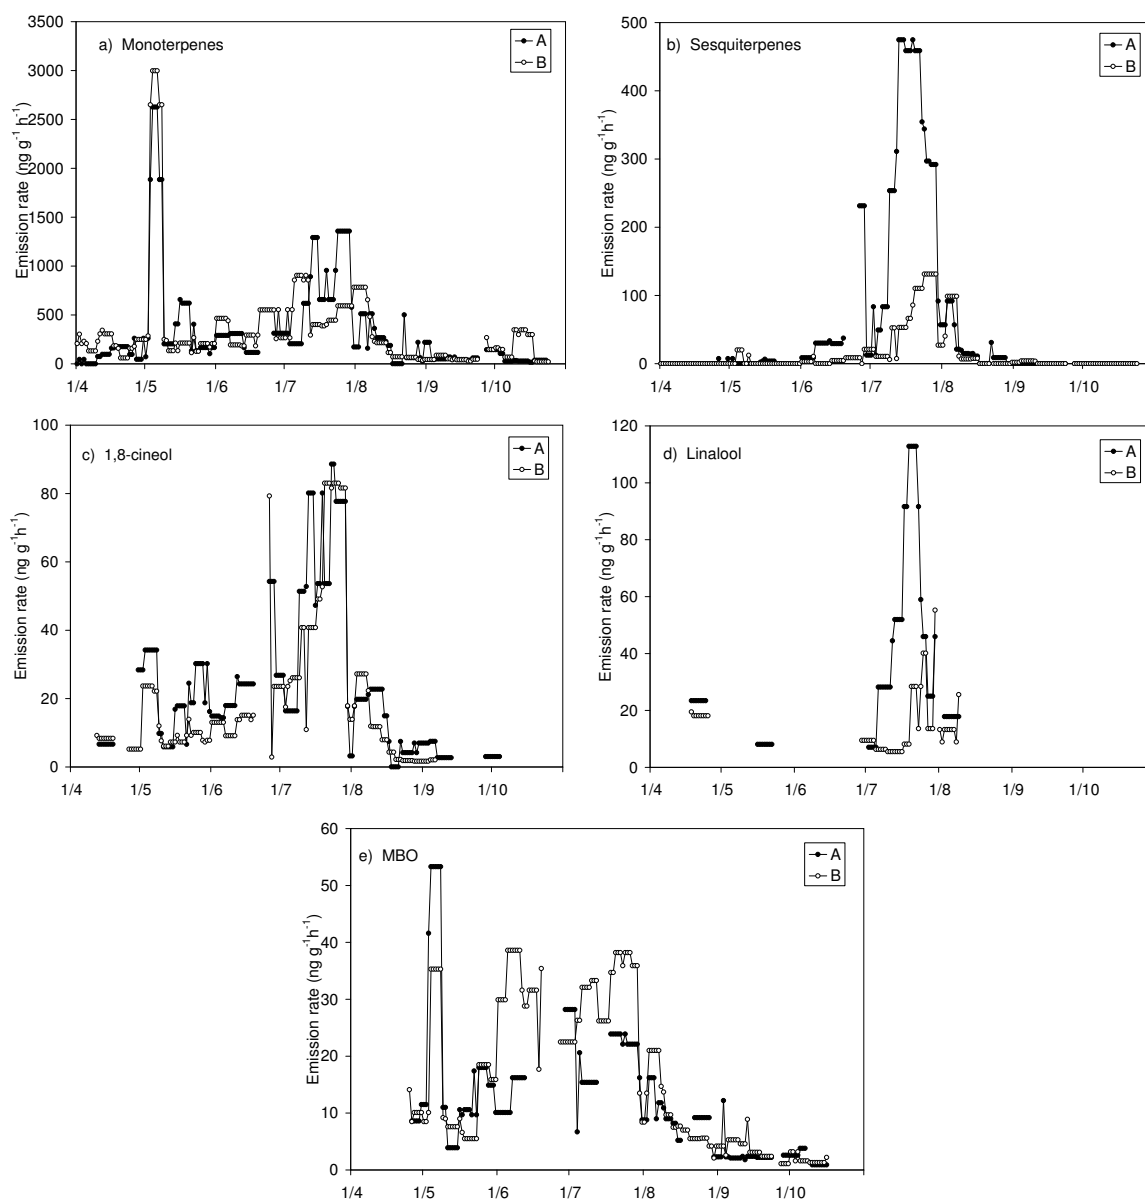 a) Monoterpenes
A
B
Emission rate (ng g-1 h-1)
3500
3000
2500
2000
1500
1000
500
0
1/4 1/5 1/6 1/7 1/8 1/9 1/10
b) Sesquiterpenes
A
B
Emission rate (ng g-1h-1)
500
400
300
200
100
0
1/4 1/5 1/6 1/7 1/8 1/9 1/10
c) 1,8-cineol
A
B
Emission rate (ng g-1h-1)
100
80
60
40
20
0
1/4 1/5 1/6 1/7 1/8 1/9 1/10
d) Linalool
A
B
Emission rate (ng g-1h-1)
120
100
80
60
40
20
0
1/4 1/5 1/6 1/7 1/8 1/9 1/10
e) MBO
A
B
Emission rate (ng g-1h-1)
60
50
40
30
20
10
0
1/4 1/5 1/6 1/7 1/8 1/9 1/10